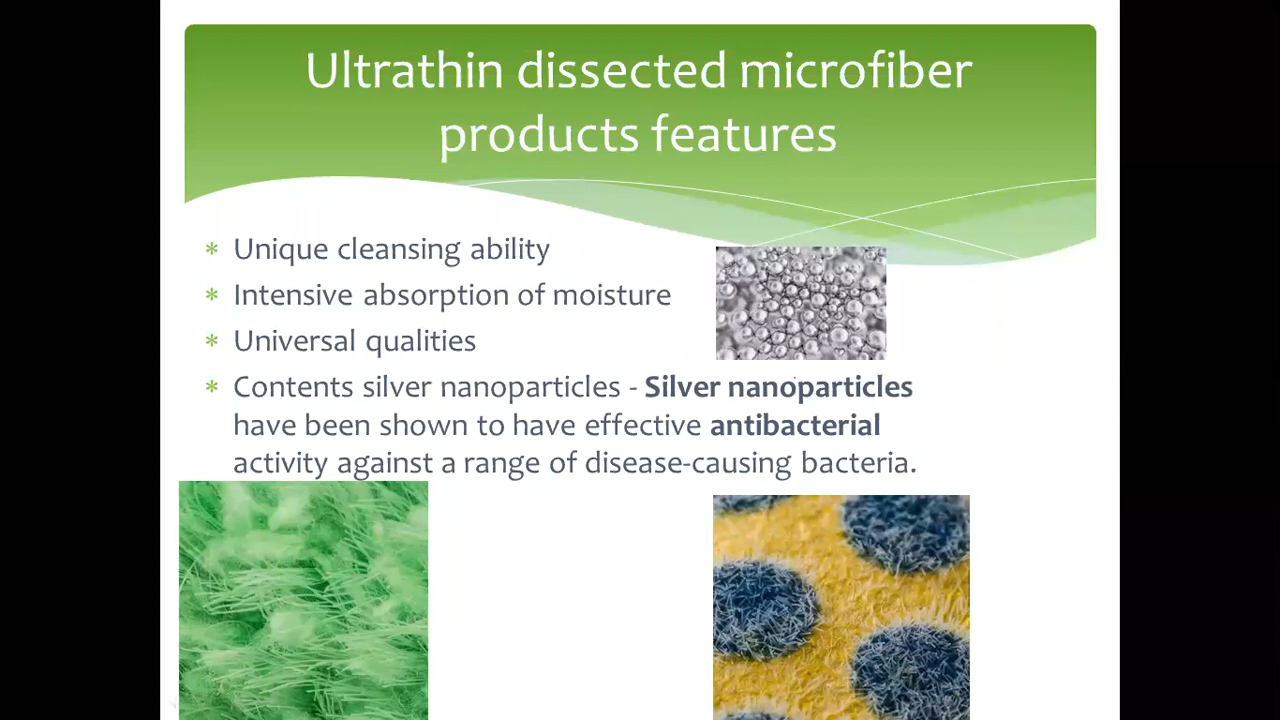 Ultrathin dissected microfiber
products features
* Unique cleansing ability
* Intensive absorption of moisture
* Universal qualities
* Contents silver nanoparticles - Silver nanoparticles
have been shown to have effective antibacterial
activity against a range of disease-causing bacteria.